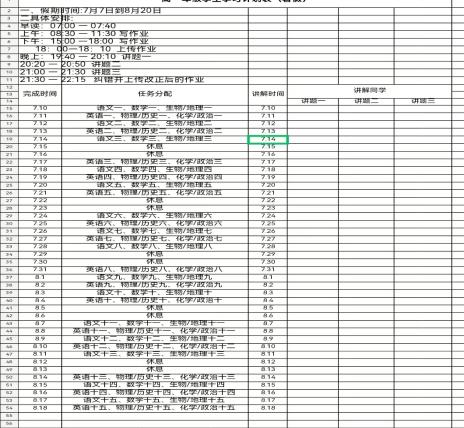 一、假期时间:7月7日到8月20日
二具体安排:
早读: 07:00 — 07:40
上午: 08:30 — 11:30 写作业
下午: 15:00 —18:00 写作业
18: 00—18: 10 上传作业
晚上: 19:40 — 20:10 讲题一
20:20 — 20:50 讲题二
21:00 — 21:30 讲题三
21:30 — 22:15 纠错并上传改正后的作业
完成时间 任务分配 讲解时间 讲解同学
讲题一 讲题二 讲题三
7.10 语文一、数学一、生物/地理一 7.10
7.11 英语一、物理/历史一、化学/政治一 7.11
7.12 语文二、数学二、生物/地理二 7.12
7.13 英语二、物理/历史二、化学/政治二 7.13
7.14 语文三、数学三、生物/地理三 7.14
7.15 休息 7.15
7.16 休息 7.16
7.17 英语三、物理/历史三、化学/政治三 7.17
7.18 语文四、数学四、生物/地理四 7.18
7.19 英语四、物理/历史四、化学/政治四 7.19
7.20 语文五、数学五、生物/地理五 7.20
7.21 英语五、物理/历史五、化学/政治五 7.21
7.22 休息 7.22
7.23 休息 7.23
7.24 语文六、数学六、生物/地理六 7.24
7.25 英语六、物理/历史六、化学/政治六 7.25
7.26 语文七、数学七、生物/地理七 7.26
7.27 英语七、物理/历史七、化学/政治七 7.27
7.28 语文八、数学八、生物/地理八 7.28
7.29 休息 7.29
7.30 休息 7.30
7.31 英语八、物理/历史八、化学/政治八 7.31
8.1 语文九、数学九、生物/地理九 8.1
8.2 英语九、物理/历史九、化学/政治九 8.2
8.3 语文十、数学十、生物/地理十 8.3
8.4 英语十、物理/历史十、化学/政治十 8.4
8.5 休息 8.5
8.6 休息 8.6
8.7 语文十一、数学十一、生物/地理十一 8.7
8.8 英语十一、物理/历史十一、化学/政治十一 8.8
8.9 语文十二、数学十二、生物/地理十二 8.9
8.10 英语十二、物理/历史十二、化学/政治十二 8.10
8.11 语文十三、数学十三、生物/地理十三 8.11
8.12 休息 8.12
8.13 休息 8.13
8.14 英语十三、物理/历史十三、化学/政治十三 8.14
8.15 语文十四、数学十四、生物/地理十四 8.15
8.16 英语十四、物理/历史十四、化学/政治十四 8.16
8.17 语文十五、数学十五、生物/地理十五 8.17
8.18 英语十五、物理/历史十五、化学/政治十五 8.18